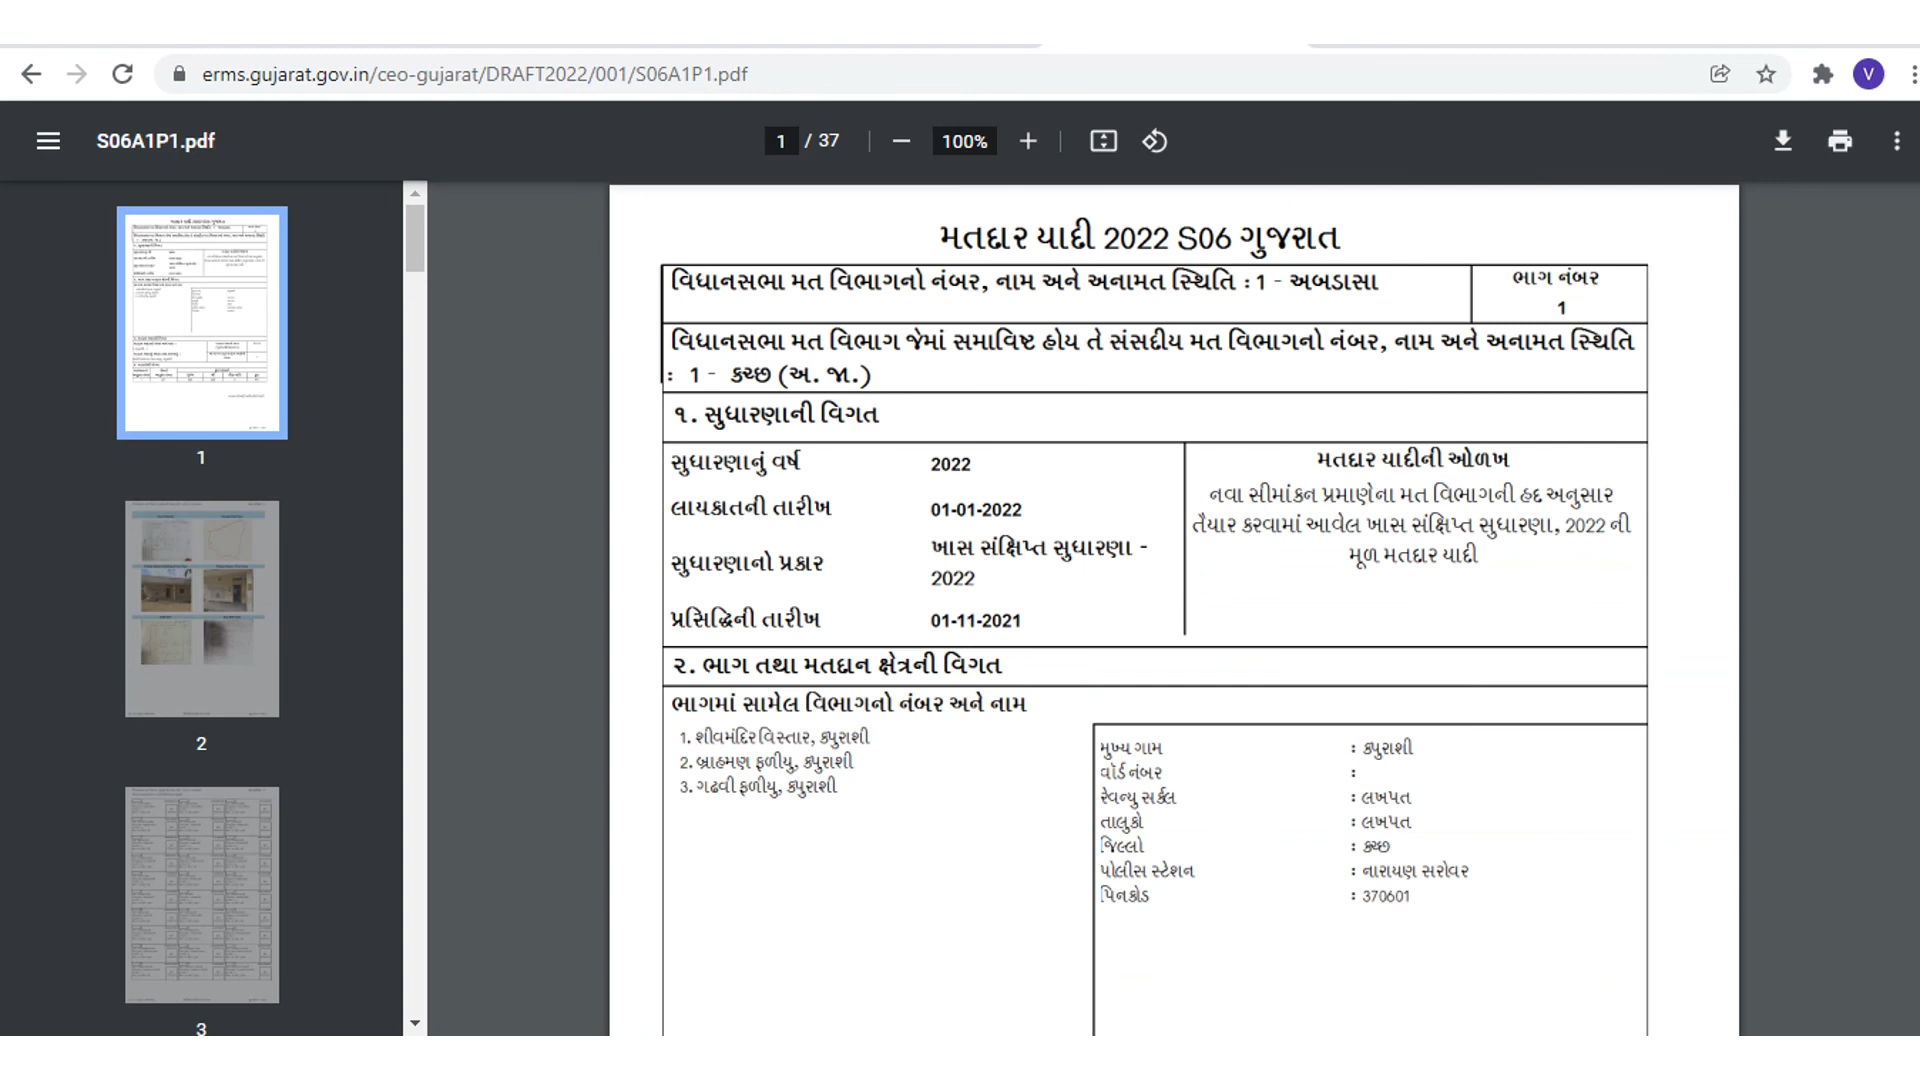 erms.gujarat.gov.in/ceo-gujarat/DRAFT2022/001/S06A1P1.pdf
V
S06A1P1.pdf
1 / 37
100%
1
2
3
મતદાર યાદી 2022 S06 ગુજરાત
વિધાનસભા મત વિભાગનો નંબર, નામ અને અનામત સ્થિતિ : 1 - અબડાસા
ભાગ નંબર
1
વિધાનસભા મત વિભાગ જેમાં સમાવિષ્ટ હોય તે સંસદીય મત વિભાગનો નંબર, નામ અને અનામત સ્થિતિ
: 1 - કચ્છ (અ. જા.)
૧. સુધારણાની વિગત
સુધારણાનું વર્ષ 2022
લાયકાતની તારીખ 01-01-2022
સુધારણાનો પ્રકાર ખાસ સંક્ષિપ્ત સુધારણા -
2022
પ્રસિદ્ધિની તારીખ 01-11-2021
મતદાર યાદીની ઓળખ
નવા સીમાંકન પ્રમાણેના મત વિભાગની હદ અનુસાર
તૈયાર કરવામાં આવેલ ખાસ સંક્ષિપ્ત સુધારણા, 2022 ની
મૂળ મતદાર યાદી
૨. ભાગ તથા મતદાન ક્ષેત્રની વિગત
ભાગમાં સામેલ વિભાગનો નંબર અને નામ
1. શીવમંદિર વિસ્તાર, કપુરાશી
2. બ્રાહમણ ફળીયુ, કપુરાશી
3. ગઢવી ફળીયુ, કપુરાશી
મુખ્ય ગામ : કપુરાશી
વૉર્ડ નંબર :
રેવન્યુ સર્કલ : લખપત
તાલુકો : લખપત
જિલ્લો : કચ્છ
પોલીસ સ્ટેશન : નારાયણ સરોવર
પિનકોડ : 370601